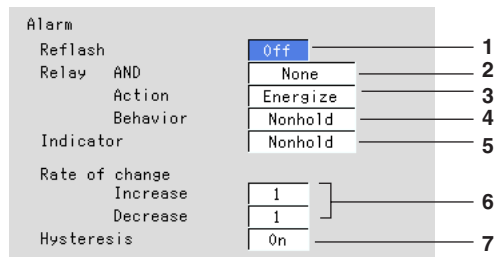 Alarm
Reflash Off 1
Relay AND None 2
Action Energize 3
Behavior Nonhold 4
Indicator Nonhold 5
Rate of change
Increase 1
6
Decrease 1
Hysteresis On 7